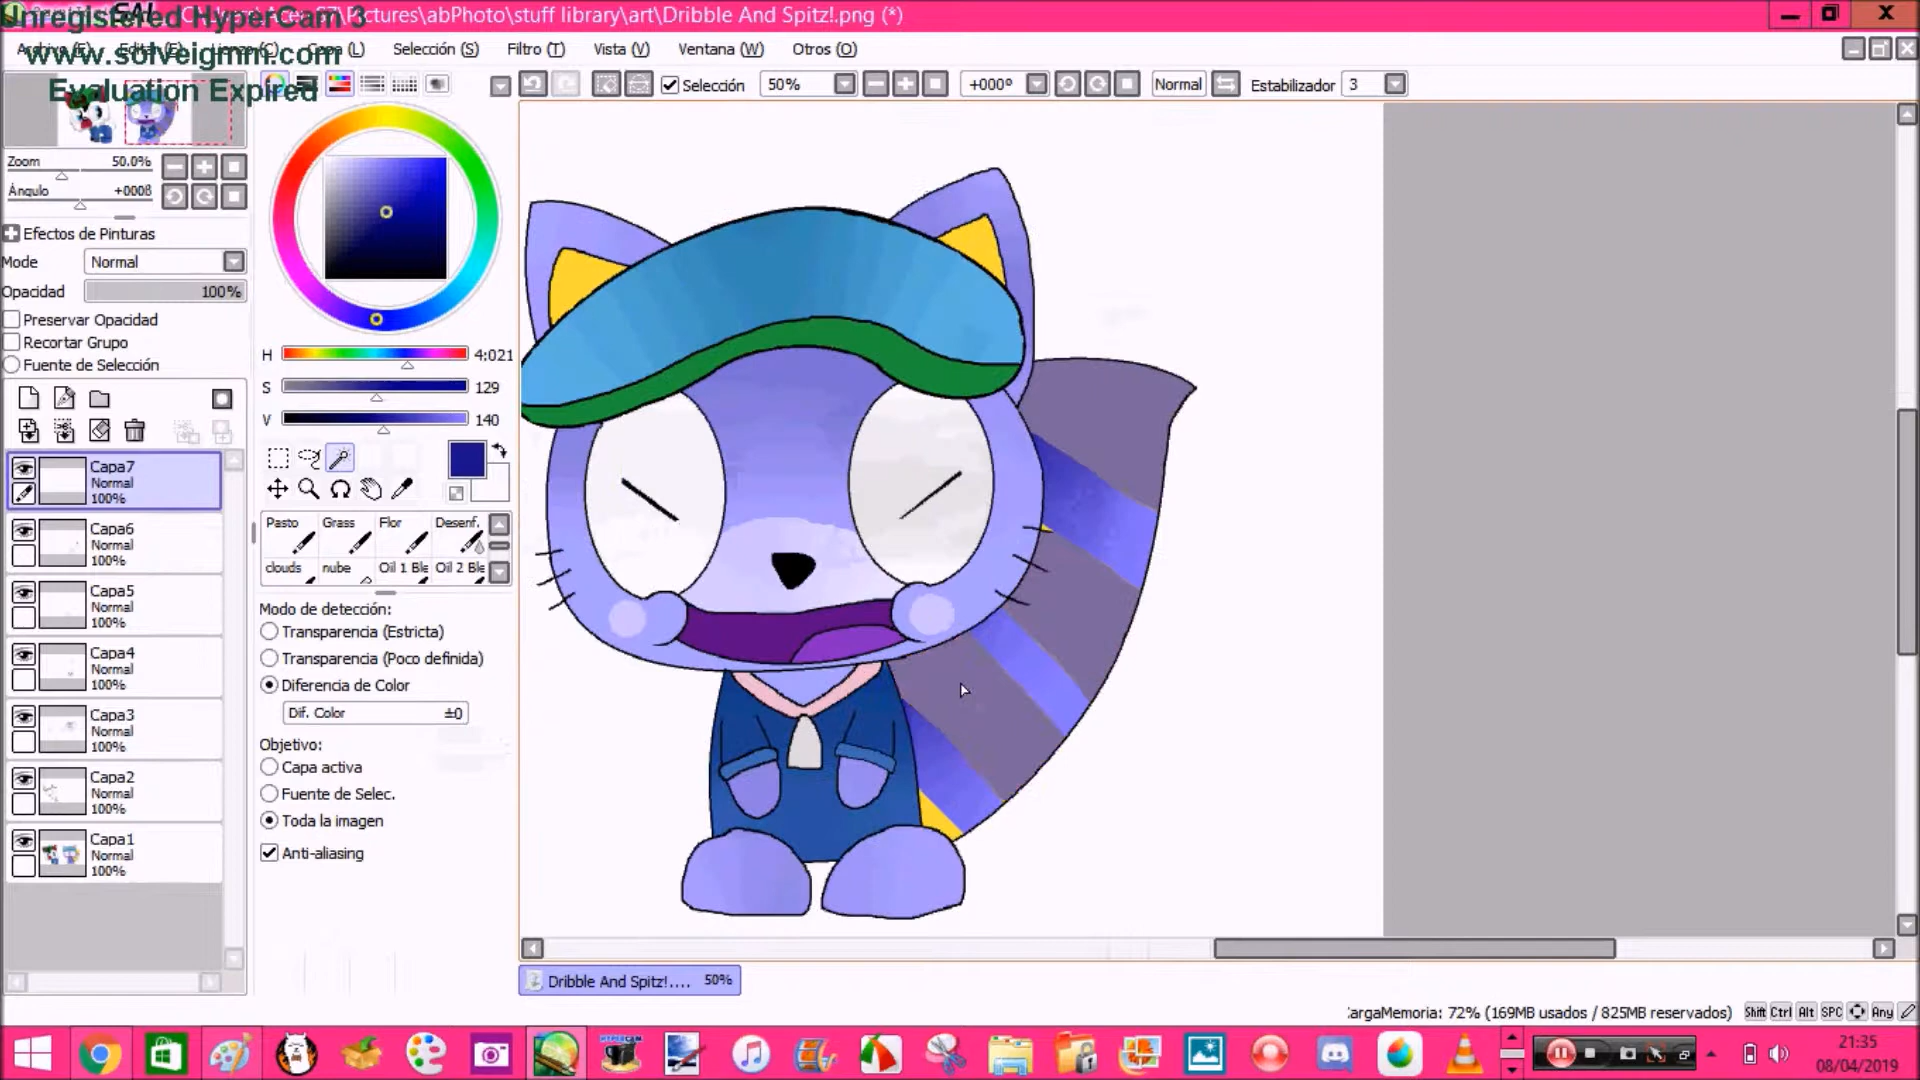 Unregistered HyperCam 3
SAI
\Pictures\abPhoto\stuff library\art\Dribble And Spitz!.png (*)
www.solveigmm.com
Evaluation Expired
Capa (L)
Selección (S)
Filtro (T)
Vista (V)
Ventana (W)
Otros (O)
Selección
50%
+000º
Normal
Estabilizador
3
Zoom
50.0%
Ángulo
+000ß
Efectos de Pinturas
Mode
Normal
Opacidad
100%
Preservar Opacidad
Recortar Grupo
Fuente de Selección
H
4:021
S
129
V
140
Pasto
Grass
Flor
Desenf.
clouds
nube
Oil 1 Ble
Oil 2 Ble
Modo de detección:
Transparencia (Estricta)
Transparencia (Poco definida)
Diferencia de Color
Dif. Color
±0
Objetivo:
Capa activa
Fuente de Selec.
Toda la imagen
Anti-aliasing
Capa7
Normal
100%
Capa6
Normal
100%
Capa5
Normal
100%
Capa4
Normal
100%
Capa3
Normal
100%
Capa2
Normal
100%
Capa1
Normal
100%
Dribble And Spitz!....
50%
:argaMemoria: 72% (169MB usados / 825MB reservados)
Shift Ctrl Alt SPC Any
HYPERCAM
21:35
08/04/2019